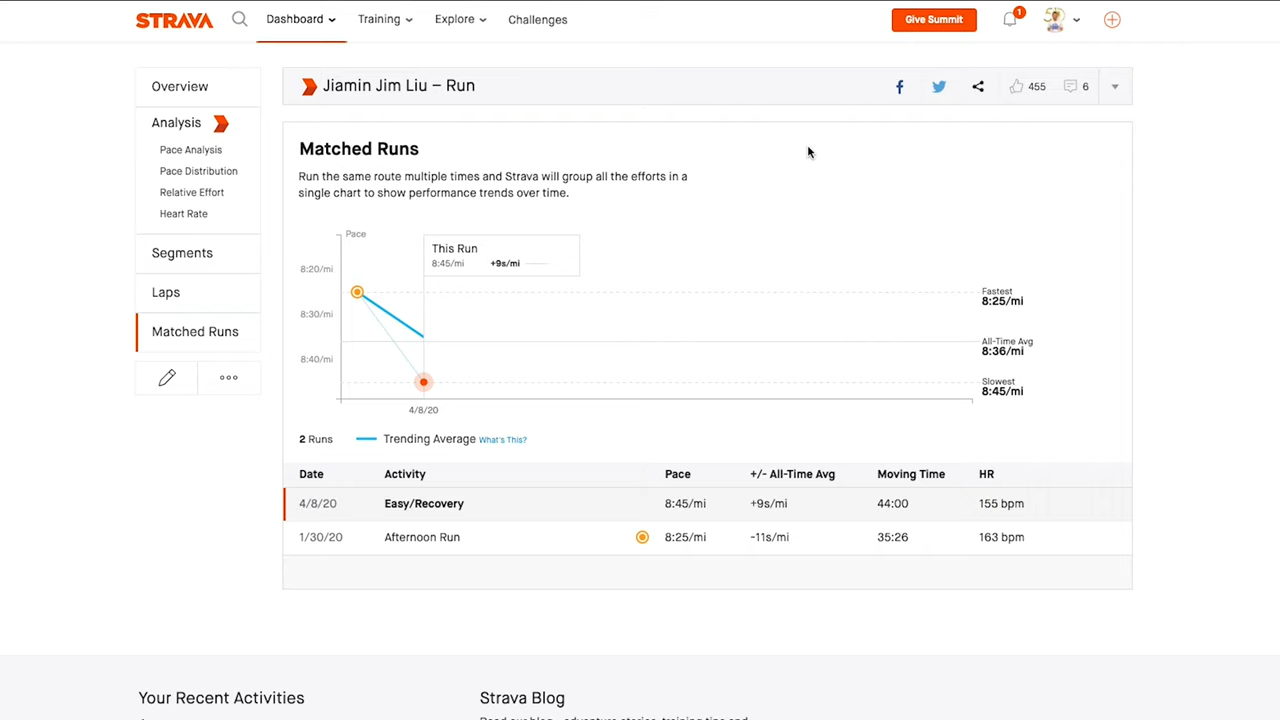 STRAVA Dashboard Training Explore Challenges Give Summit 1
Overview
Analysis
Pace Analysis
Pace Distribution
Relative Effort
Heart Rate
Segments
Laps
Matched Runs
Jiamin Jim Liu – Run 455 6
Matched Runs
Run the same route multiple times and Strava will group all the efforts in a
single chart to show performance trends over time.
Pace
8:20/mi
8:30/mi
8:40/mi
This Run
8:45/mi +9s/mi
Fastest
8:25/mi
All-Time Avg
8:36/mi
Slowest
8:45/mi
4/8/20
2 Runs Trending Average What's This?
Date Activity Pace +/- All-Time Avg Moving Time HR
4/8/20 Easy/Recovery 8:45/mi +9s/mi 44:00 155 bpm
1/30/20 Afternoon Run 8:25/mi -11s/mi 35:26 163 bpm
Your Recent Activities Strava Blog